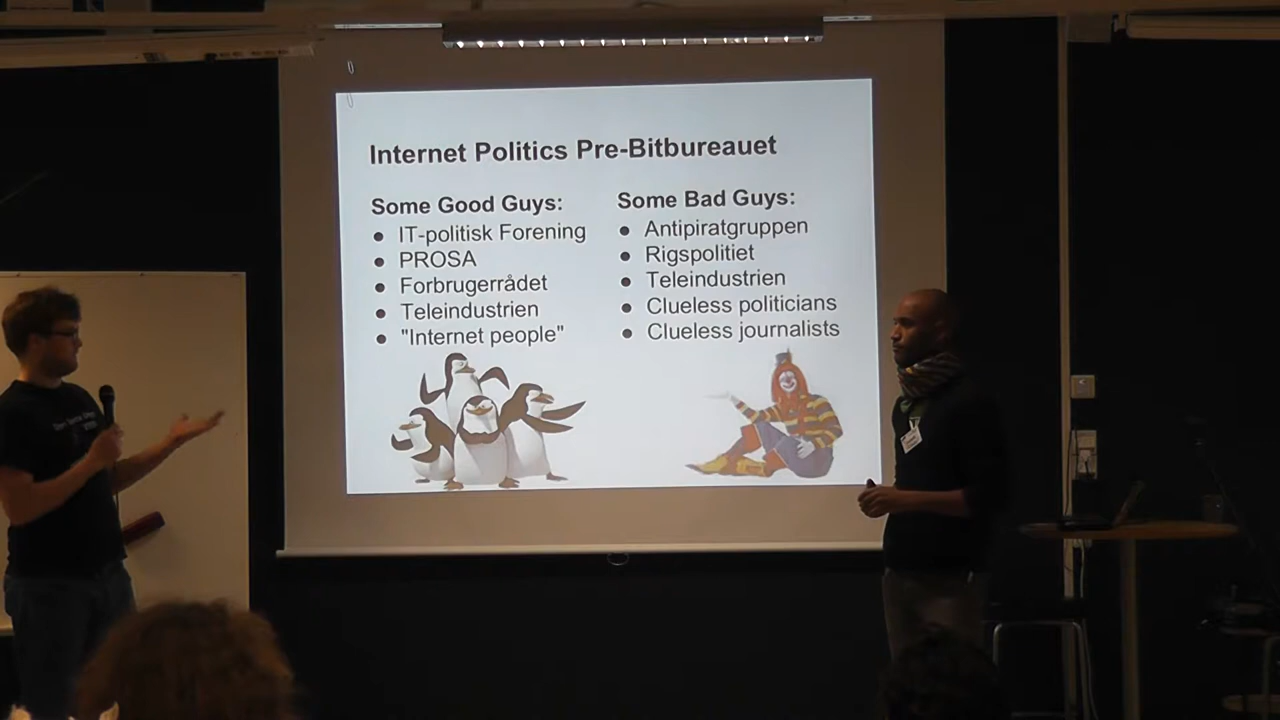 Internet Politics Pre-Bitbureauet
Some Good Guys:
● IT-politisk Forening
● PROSA
● Forbrugerrådet
● Teleindustrien
● "Internet people"
Some Bad Guys:
● Antipiratgruppen
● Rigspolitiet
● Teleindustrien
● Clueless politicians
● Clueless journalists